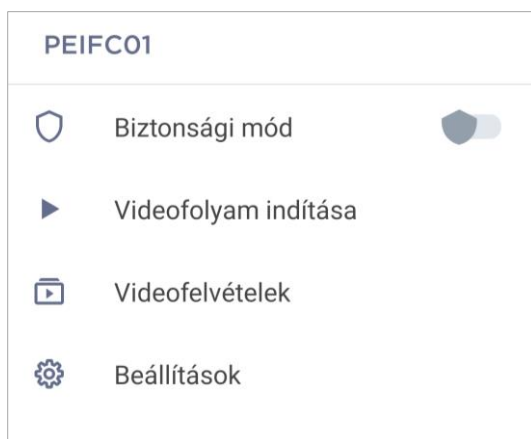 PEIFC01
Biztonsági mód
Videofolyam indítása
Videofelvételek
Beállítások